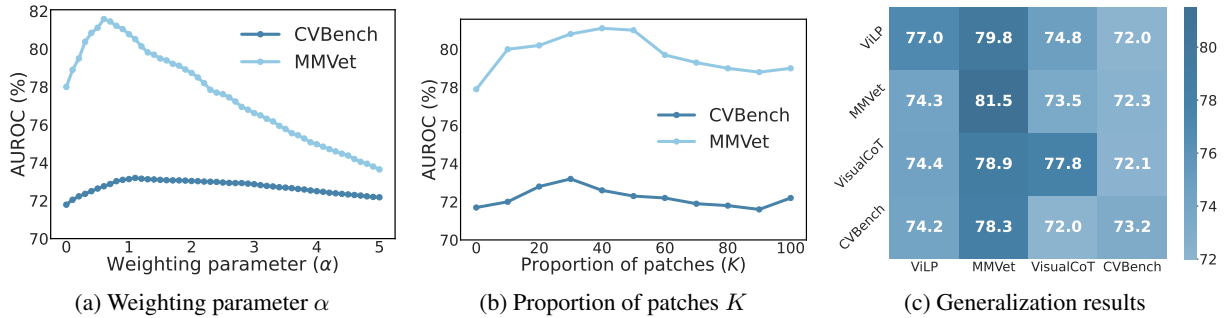 82
80
78
76
74
72
70
AUROC (%)
CVBench
MMVet
0 1 2 3 4 5
Weighting parameter (α)
(a) Weighting parameter α
80
78
76
74
72
70
AUROC (%)
CVBench
MMVet
0 20 40 60 80 100
Proportion of patches (K)
(b) Proportion of patches K
ViLP 77.0 79.8 74.8 72.0
MMVet 74.3 81.5 73.5 72.3
VisualCoT 74.4 78.9 77.8 72.1
CVBench 74.2 78.3 72.0 73.2
ViLP MMVet VisualCoT CVBench
80
78
76
74
72
(c) Generalization results